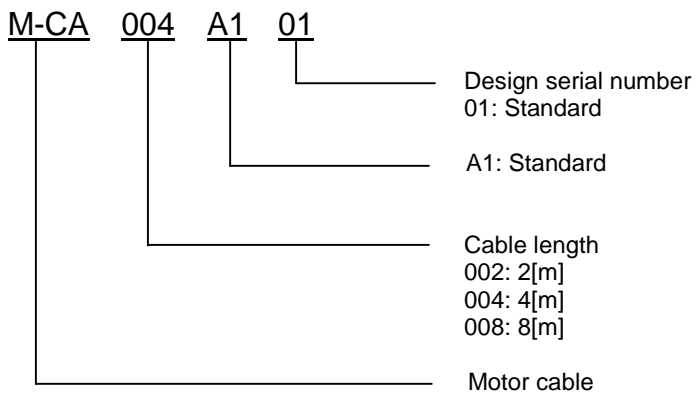 M-CA 004 A1 01
Design serial number
01: Standard
A1: Standard
Cable length
002: 2[m]
004: 4[m]
008: 8[m]
Motor cable